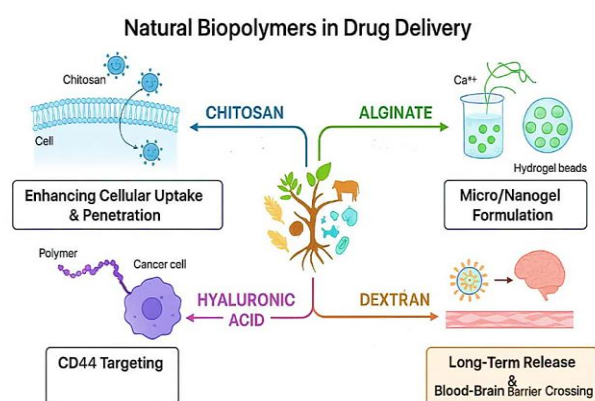 Natural Biopolymers in Drug Delivery
Chitosan
Cell
CHITOSAN
Enhancing Cellular Uptake
& Penetration
ALGINATE
Ca⁺⁺
Hydrogel beads
Micro/Nanogel
Formulation
Polymer
Cancer cell
HYALURONIC
ACID
CD44 Targeting
DEXTRAN
Long-Term Release
&
Blood-Brain Barrier Crossing